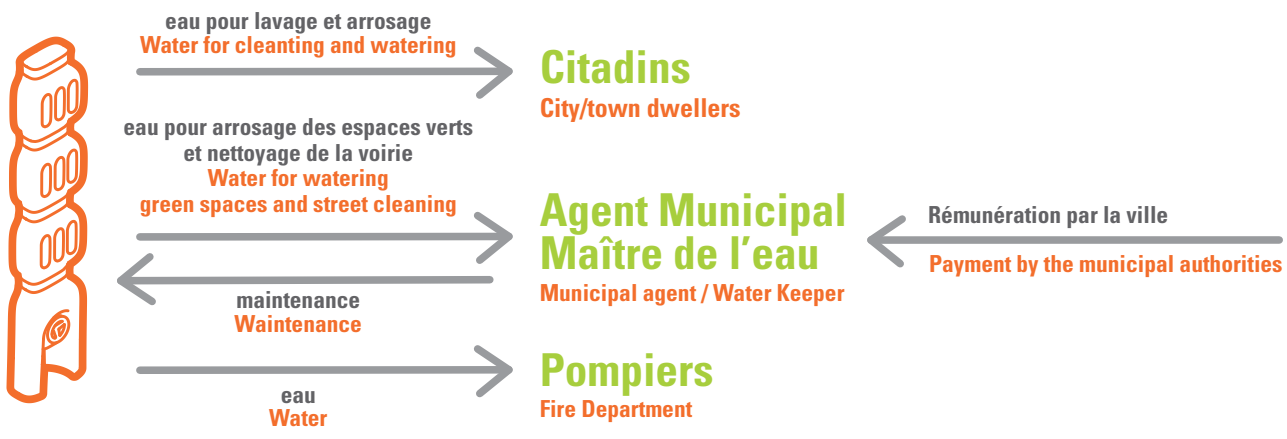 eau pour lavage et arrosage
Water for cleanting and watering
Citadins
City/town dwellers
eau pour arrosage des espaces verts
et nettoyage de la voirie
Water for watering
green spaces and street cleaning
Agent Municipal
Maître de l'eau
Municipal agent / Water Keeper
Rémunération par la ville
Payment by the municipal authorities
maintenance
Waintenance
Pompiers
Fire Department
eau
Water